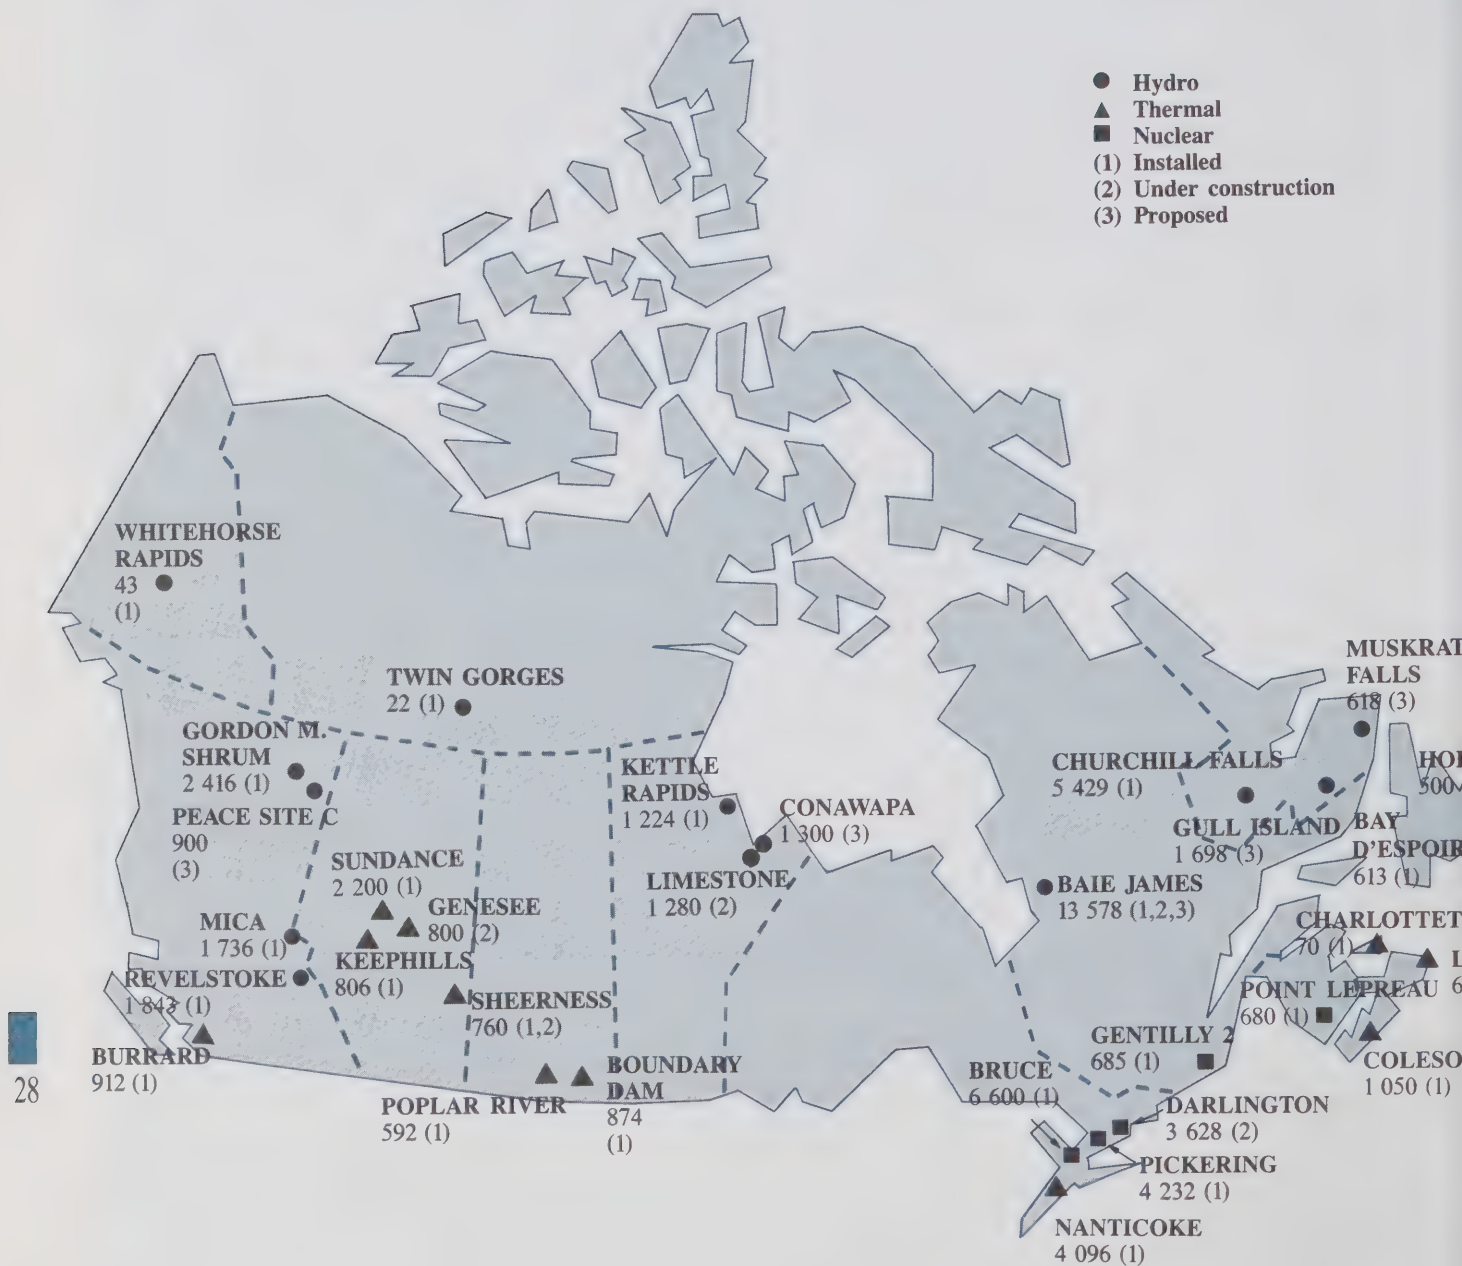 Hydro
Thermal
Nuclear
(1) Installed
(2) Under construction
(3) Proposed
WHITEHORSE
RAPIDS
43
(1)
TWIN GORGES
22 (1)
GORDON M.
SHRUM
2 416 (1)
PEACE SITE C
900
(3)
MICA
1 736 (1)
REVELSTOKE
1 843 (1)
BURRARD
912 (1)
SUNDANCE
2 200 (1)
GENESEE
800 (2)
KEEPHILLS
806 (1)
SHEERNESS
760 (1,2)
POPLAR RIVER
592 (1)
BOUNDARY
DAM
874
(1)
KETTLE
RAPIDS
1 224 (1)
CONAWAPA
1 300 (3)
LIMESTONE
1 280 (2)
MUSKRAT
FALLS
618 (3)
CHURCHILL FALLS
5 429 (1)
GULL ISLAND
1 698 (3)
500
BAY
D'ESPOIR
613 (1)
BAIE JAMES
13 578 (1,2,3)
70 (1)
POINT LEPREAU
680 (1)
1 050 (1)
GENTILLY 2
685 (1)
BRUCE
6 600 (1)
DARLINGTON
3 628 (2)
PICKERING
4 232 (1)
NANTICOKE
4 096 (1)
28